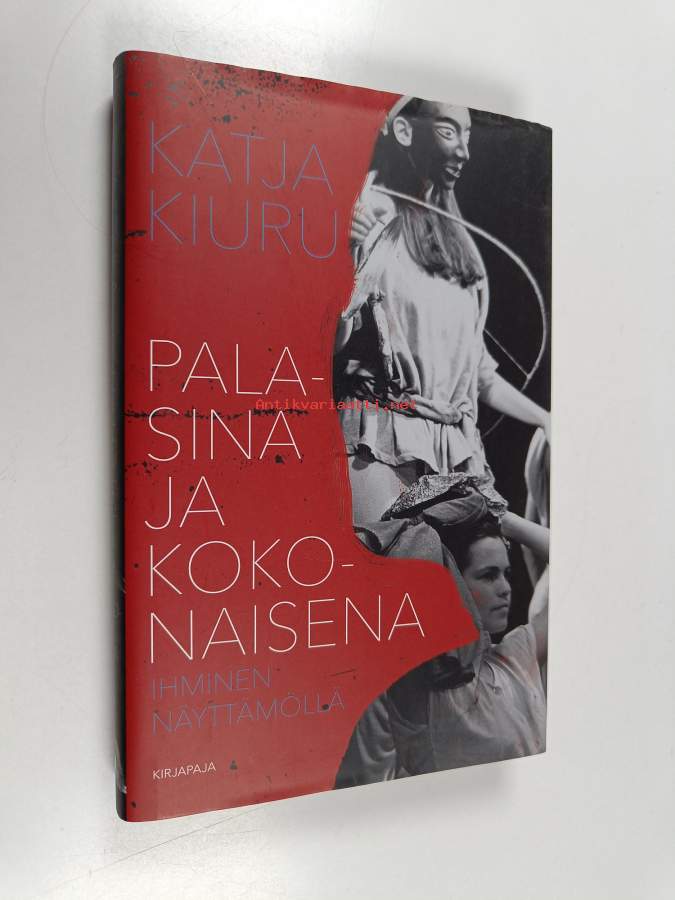 KATJA
KIURU
PALA-
SINA
JA
KOKO-
NAISENA
IHMINEN
NÄYTTÄMÖLLÄ
KIRJAPAJA
Antikvariaatti.net